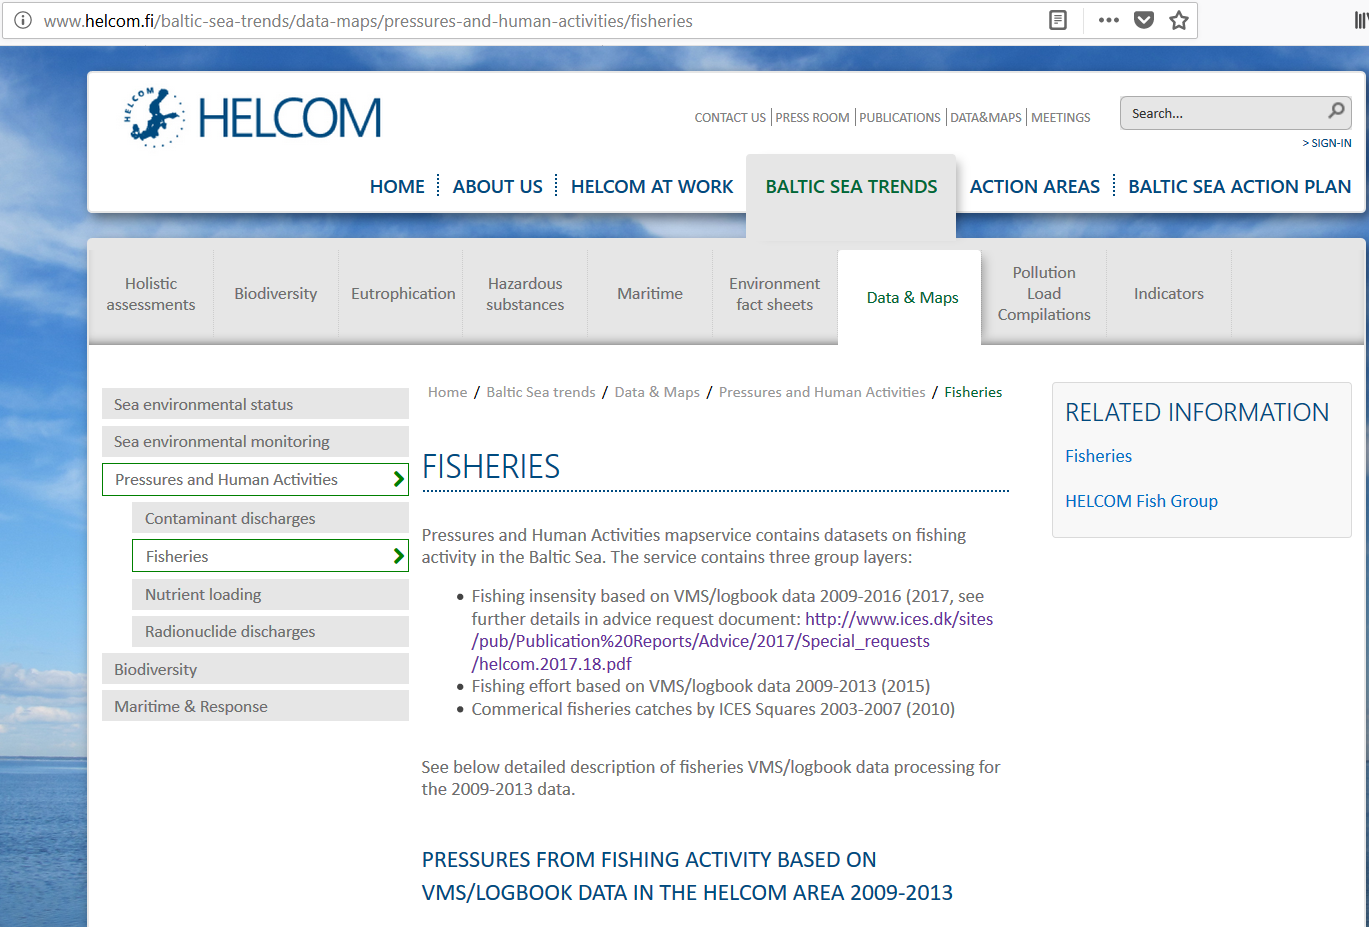 www.helcom.fi/baltic-sea-trends/data-maps/pressures-and-human-activities/fisheries
HELCOM
HELCOM
CONTACT US | PRESS ROOM | PUBLICATIONS | DATA&MAPS | MEETINGS
Search...
> SIGN-IN
HOME
ABOUT US
HELCOM AT WORK
BALTIC SEA TRENDS
ACTION AREAS
BALTIC SEA ACTION PLAN
Holistic
assessments
Biodiversity
Eutrophication
Hazardous
substances
Maritime
Environment
fact sheets
Data & Maps
Pollution
Load
Compilations
Indicators
Sea environmental status
Sea environmental monitoring
Pressures and Human Activities
Contaminant discharges
Fisheries
Nutrient loading
Radionuclide discharges
Biodiversity
Maritime & Response
Home / Baltic Sea trends / Data & Maps / Pressures and Human Activities / Fisheries
FISHERIES
Pressures and Human Activities mapservice contains datasets on fishing
activity in the Baltic Sea. The service contains three group layers:
• Fishing insensity based on VMS/logbook data 2009-2016 (2017, see
further details in advice request document: http://www.ices.dk/sites
/pub/Publication%20Reports/Advice/2017/Special_requests
/helcom.2017.18.pdf
• Fishing effort based on VMS/logbook data 2009-2013 (2015)
• Commerical fisheries catches by ICES Squares 2003-2007 (2010)
See below detailed description of fisheries VMS/logbook data processing for
the 2009-2013 data.
PRESSURES FROM FISHING ACTIVITY BASED ON
VMS/LOGBOOK DATA IN THE HELCOM AREA 2009-2013
RELATED INFORMATION
Fisheries
HELCOM Fish Group